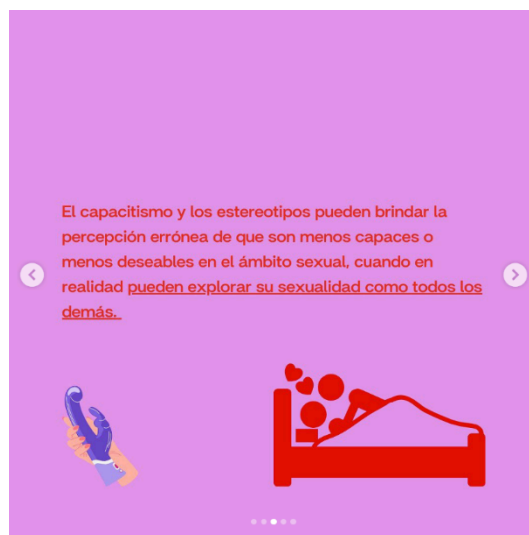 El capacitismo y los estereotipos pueden brindar la
percepción errónea de que son menos capaces o
menos deseables en el ámbito sexual, cuando en
realidad pueden explorar su sexualidad como todos los
demás.